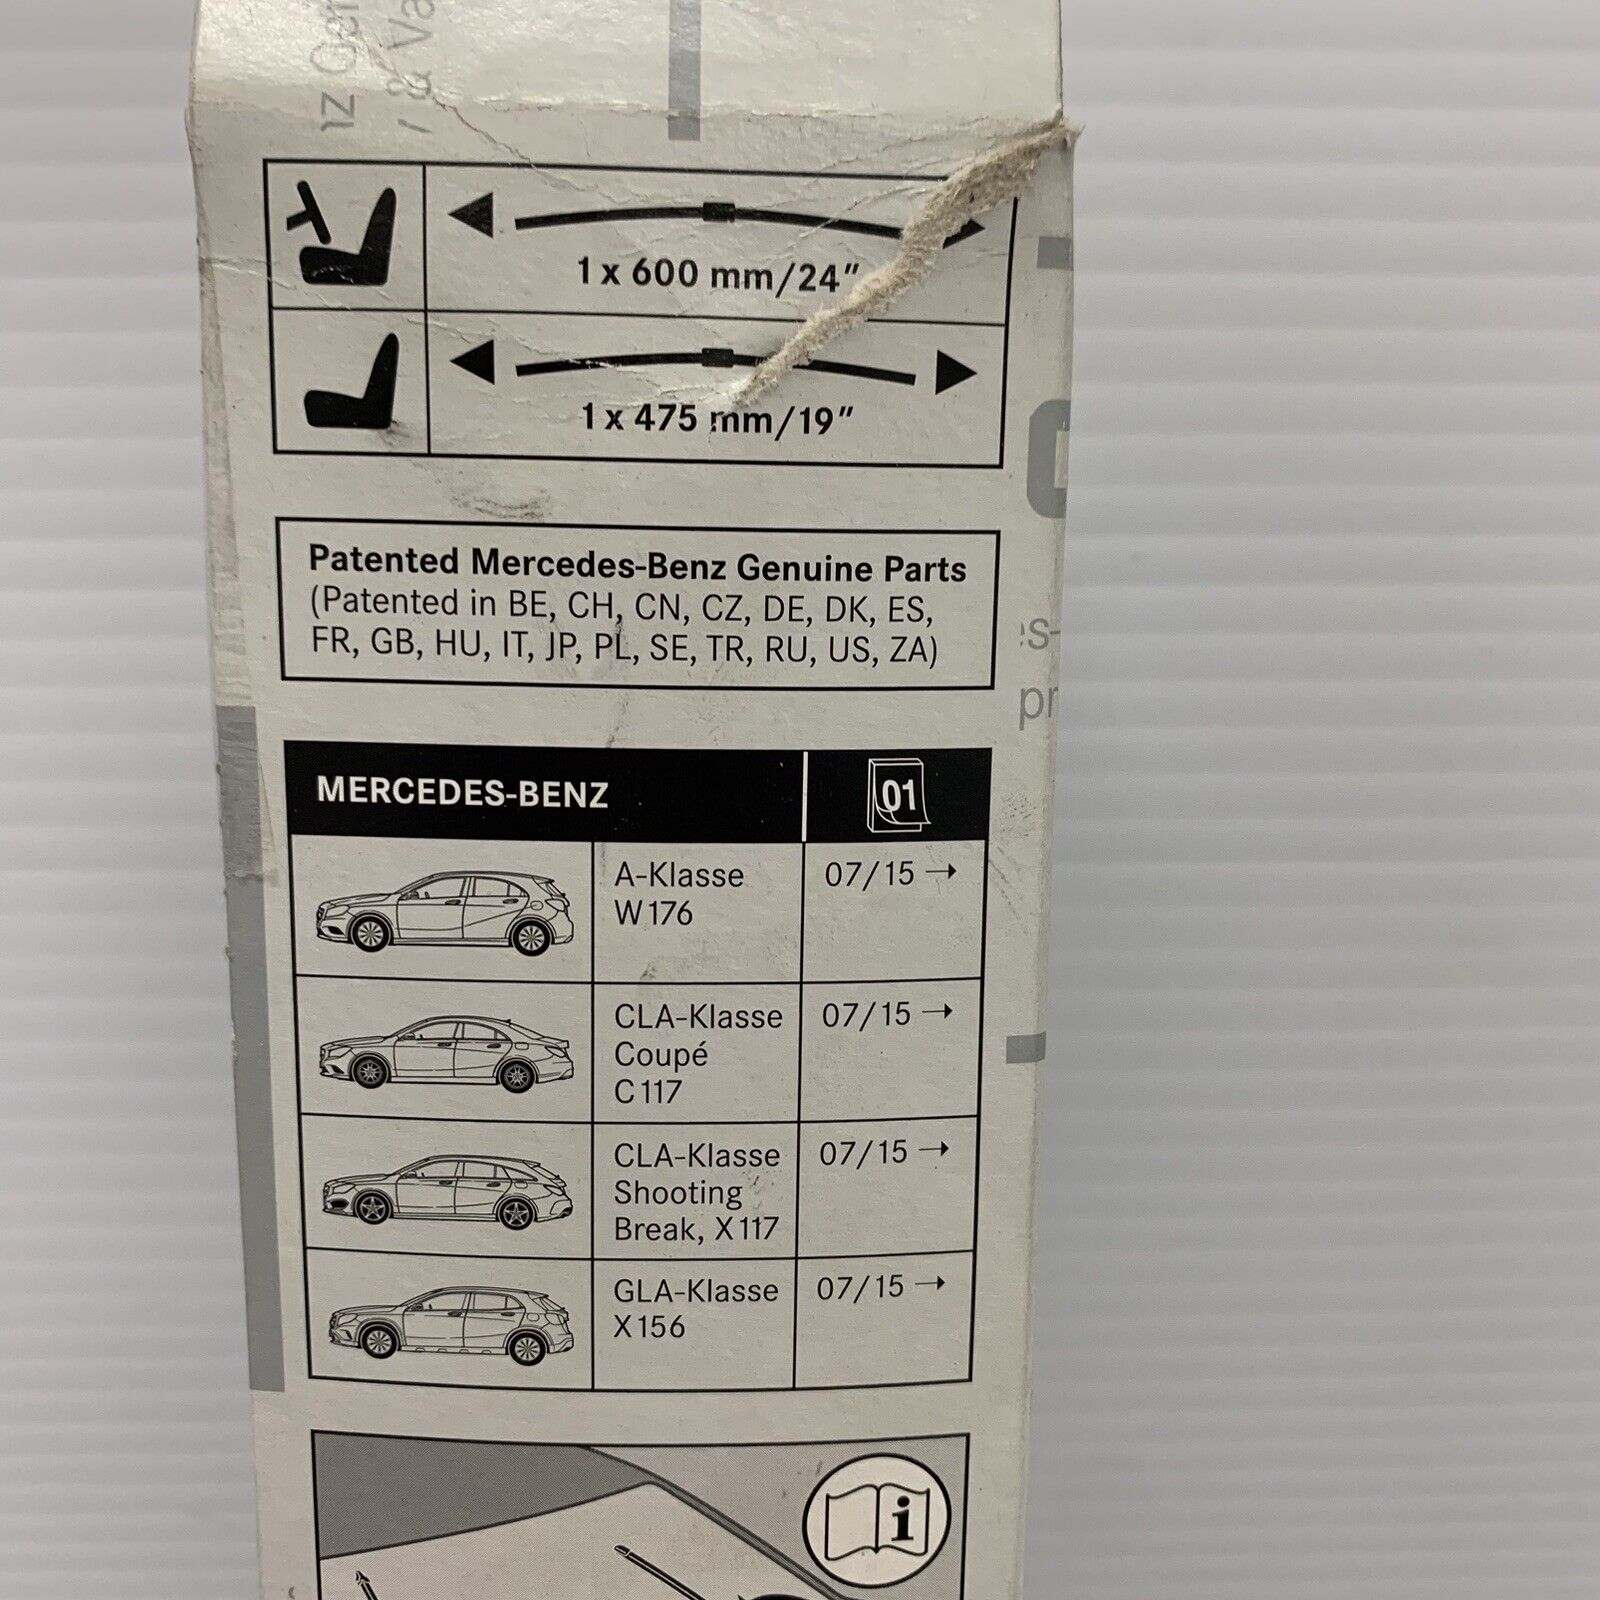 & Va
1 x 600 mm/24"
1 x 475 mm/19"
Patented Mercedes-Benz Genuine Parts
(Patented in BE, CH, CN, CZ, DE, DK, ES,
FR, GB, HU, IT, JP, PL, SE, TR, RU, US, ZA)
MERCEDES-BENZ 01
A-Klasse 07/15 →
W 176
CLA-Klasse 07/15 →
Coupé
C 117
CLA-Klasse 07/15 →
Shooting
Break, X 117
GLA-Klasse 07/15 →
X 156
i